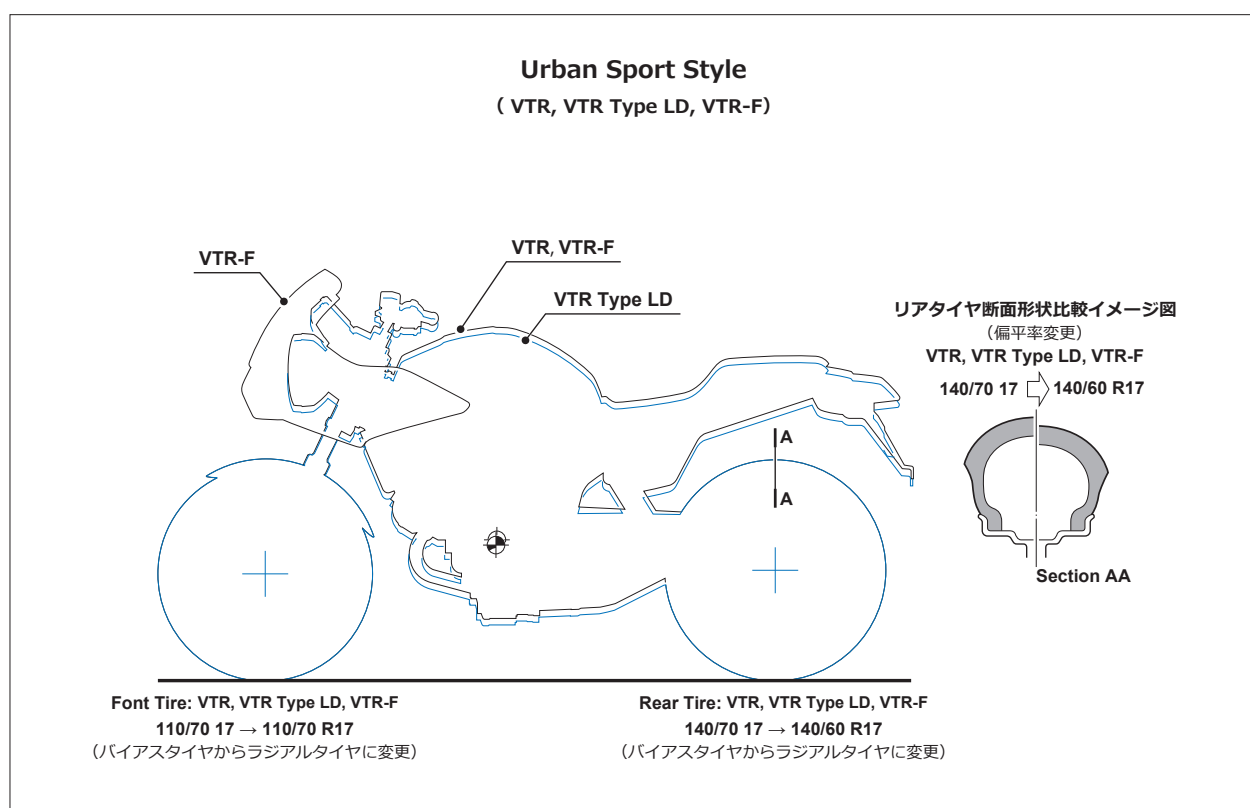 Urban Sport Style
( VTR, VTR Type LD, VTR-F)
VTR-F
VTR, VTR-F
VTR Type LD
リアタイヤ断面形状比較イメージ図
（偏平率変更）
VTR, VTR Type LD, VTR-F
140/70 17
140/60 R17
A
A
Section AA
Font Tire: VTR, VTR Type LD, VTR-F
110/70 17 → 110/70 R17
（バイアスタイヤからラジアルタイヤに変更）
Rear Tire: VTR, VTR Type LD, VTR-F
140/70 17 → 140/60 R17
（バイアスタイヤからラジアルタイヤに変更）